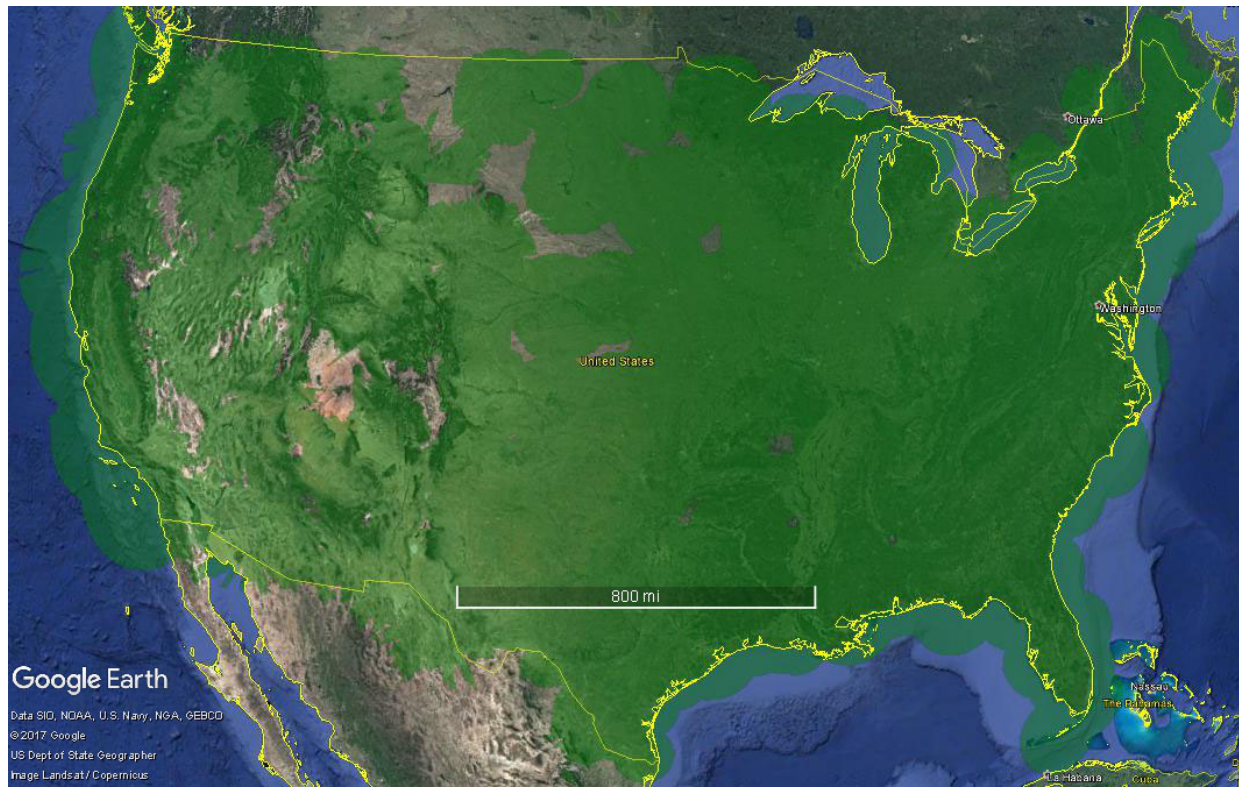 Ottawa
Washington
United States
800 mi
Google Earth
Nassau
The Bahamas
Data SIO, NOAA, U.S. Navy, NGA, GEBCO
© 2017 Google
US Dept of State Geographer
Image Landsat / Copernicus
La Habana
Cuba